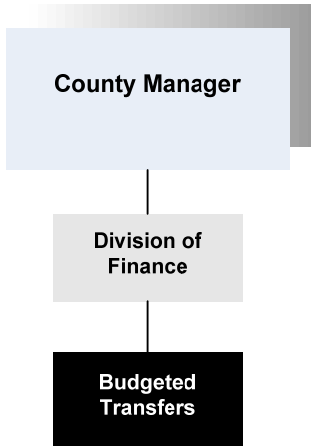 County Manager
Division of
Finance
Budgeted
Transfers